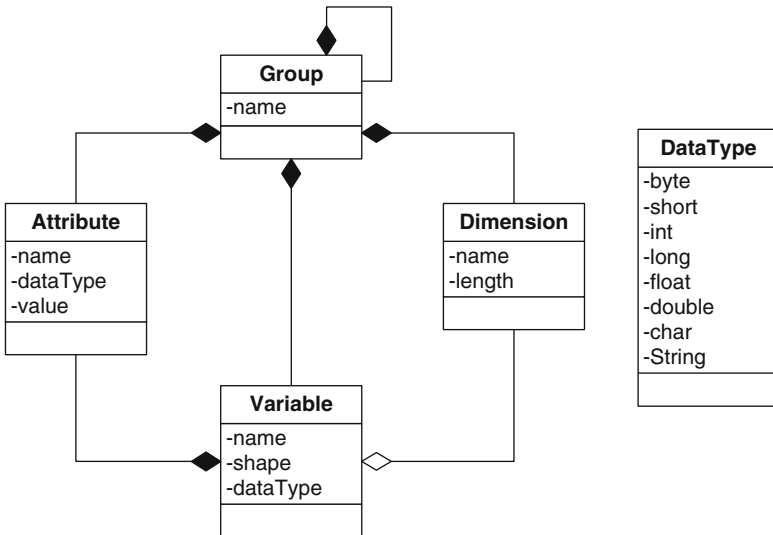 Group
-name
Attribute
-name
-dataType
-value
Dimension
-name
-length
Variable
-name
-shape
-dataType
DataType
-byte
-short
-int
-long
-float
-double
-char
-String